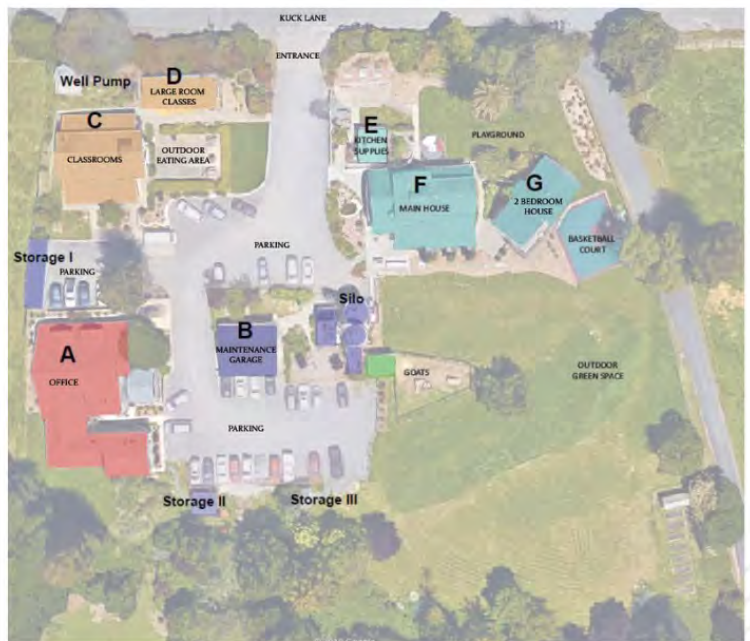 KUCK LANE
ENTRANCE
Well Pump
D
LARGE ROOM
CLASSES
C
CLASSROOMS
OUTDOOR
EATING AREA
E
KITCHEN
SUPPLIES
PLAYGROUND
F
MAIN HOUSE
G
2 BEDROOM
HOUSE
BASKETBALL
COURT
PARKING
Storage I
PARKING
Silo
A
OFFICE
B
MAINTENANCE
GARAGE
GOATS
OUTDOOR
GREEN SPACE
PARKING
Storage II
Storage III